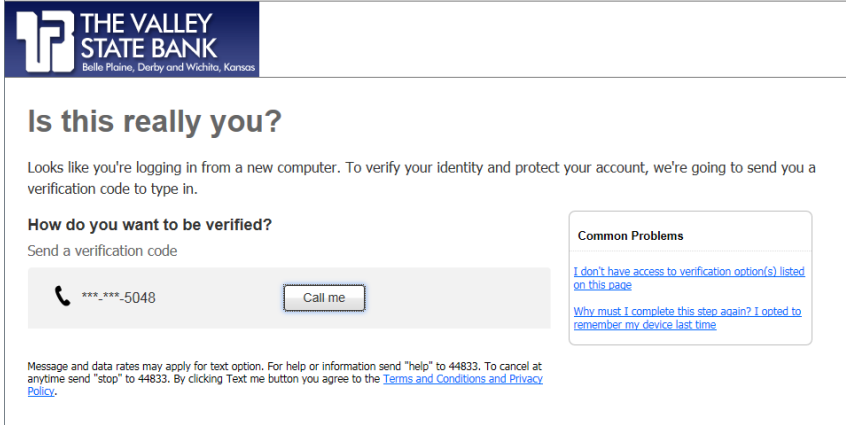 THE VALLEY
STATE BANK
Belle Plaine, Derby and Wichita, Kansas
Is this really you?
Looks like you're logging in from a new computer. To verify your identity and protect your account, we're going to send you a
verification code to type in.
How do you want to be verified?
Send a verification code
***-***-5048
Call me
Common Problems
I don't have access to verification option(s) listed
on this page
Why must I complete this step again? I opted to
remember my device last time
Message and data rates may apply for text option. For help or information send "help" to 44833. To cancel at
anytime send "stop" to 44833. By clicking Text me button you agree to the Terms and Conditions and Privacy
Policy.